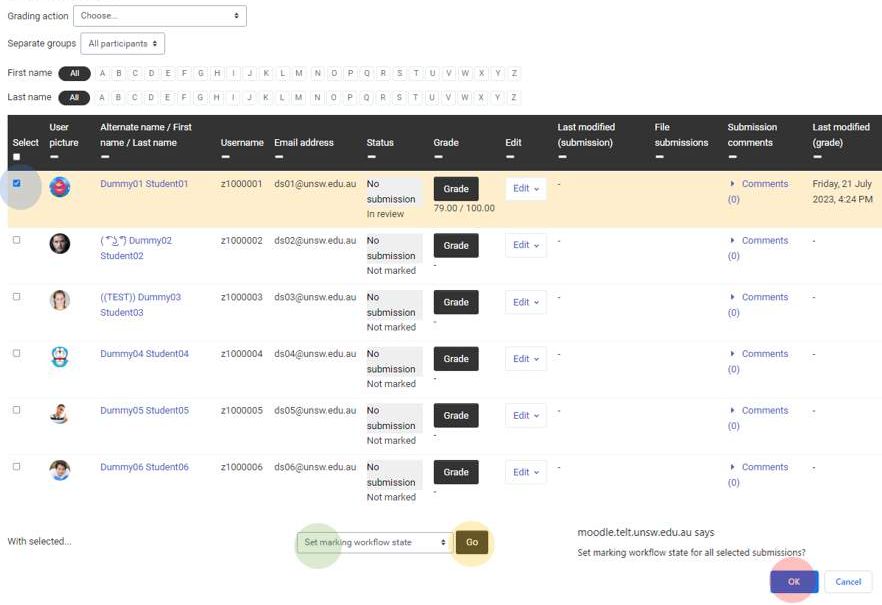 Grading action Choose...
Separate groups All participants
First name All A B C D E F G H I J K L M N O P Q R S T U V W X Y Z
Last name All A B C D E F G H I J K L M N O P Q R S T U V W X Y Z
Select User picture Alternate name / First name / Last name Username Email address Status Grade Edit Last modified (submission) File submissions Submission comments Last modified (grade)
Dummy01 Student01 z1000001 ds01@unsw.edu.au No submission In review Grade 79.00 / 100.00 Edit - Comments (0) Friday, 21 July 2023, 4:24 PM
Dummy02 Student02 z1000002 ds02@unsw.edu.au No submission Not marked Grade - Edit - Comments (0) -
((TEST)) Dummy03 Student03 z1000003 ds03@unsw.edu.au No submission Not marked Grade - Edit - Comments (0) -
Dummy04 Student04 z1000004 ds04@unsw.edu.au No submission Not marked Grade - Edit - Comments (0) -
Dummy05 Student05 z1000005 ds05@unsw.edu.au No submission Not marked Grade - Edit - Comments (0) -
Dummy06 Student06 z1000006 ds06@unsw.edu.au No submission Not marked Grade - Edit - Comments (0) -
With selected... Set marking workflow state Go
moodle.telt.unsw.edu.au says
Set marking workflow state for all selected submissions?
OK Cancel